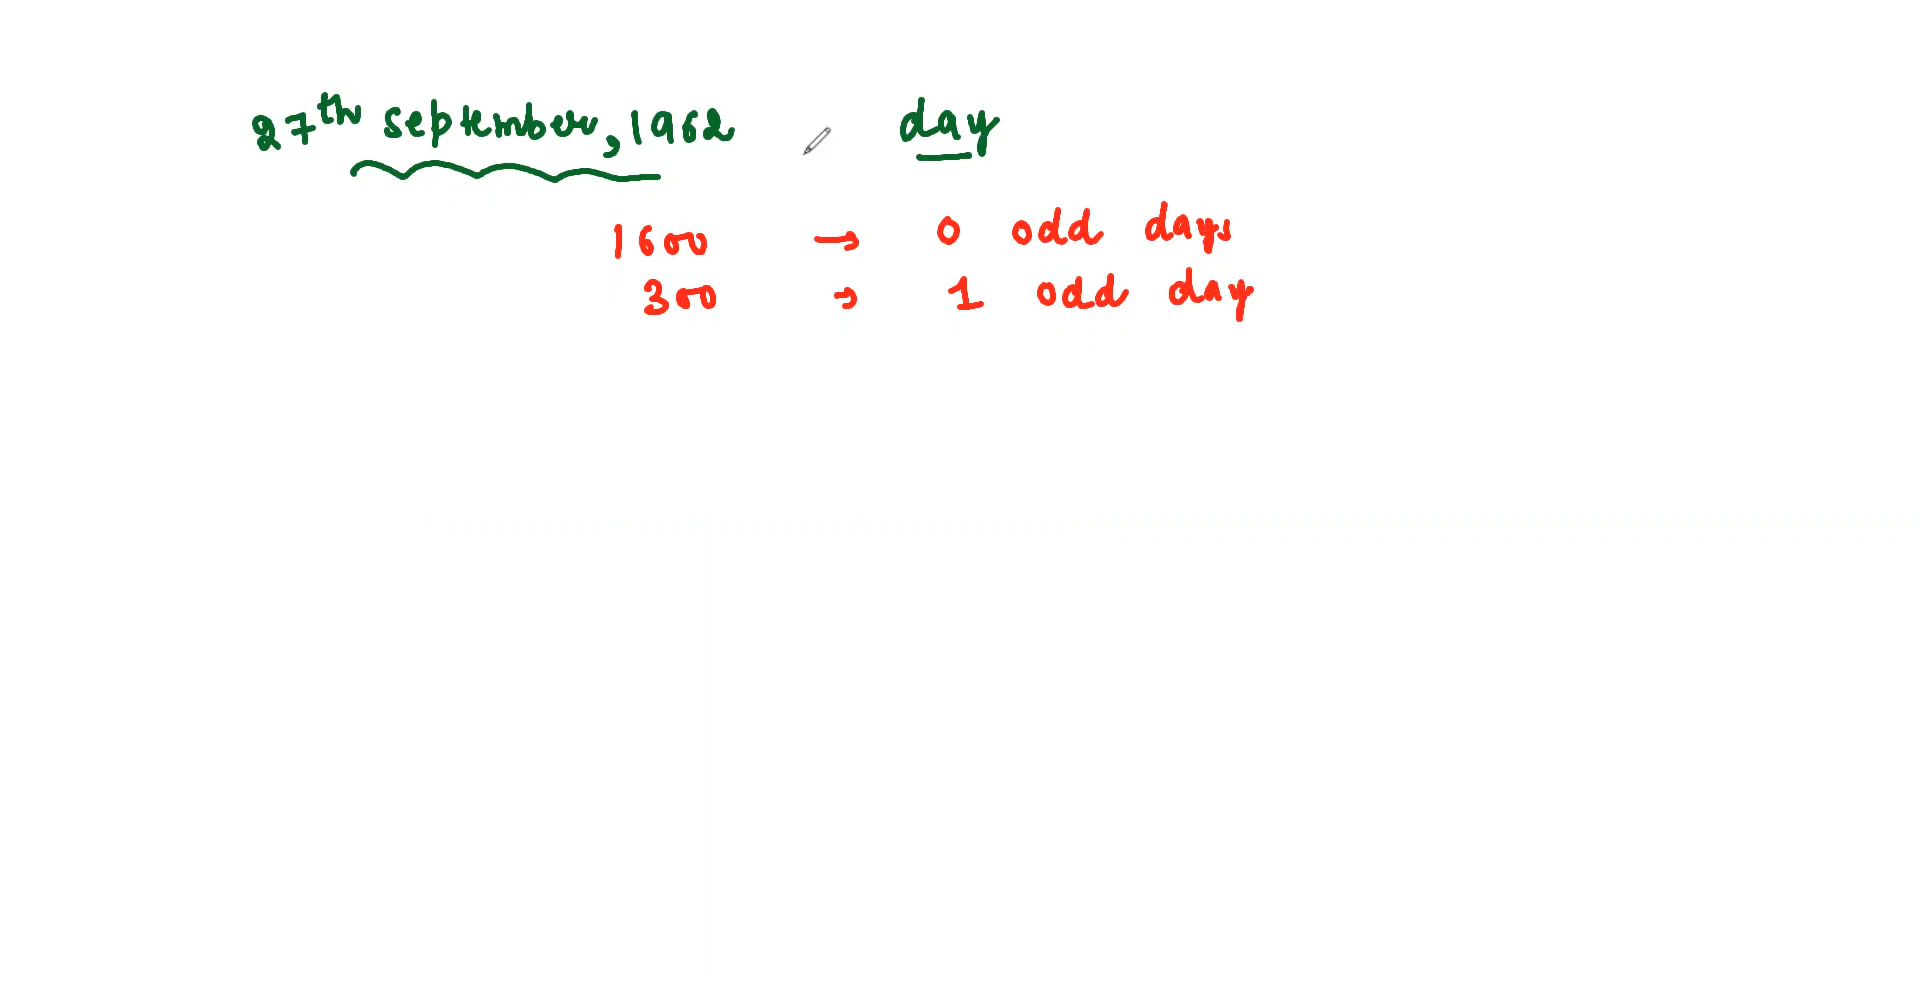 27th september, 1962 day
1600 → 0 odd days
300 → 1 odd day